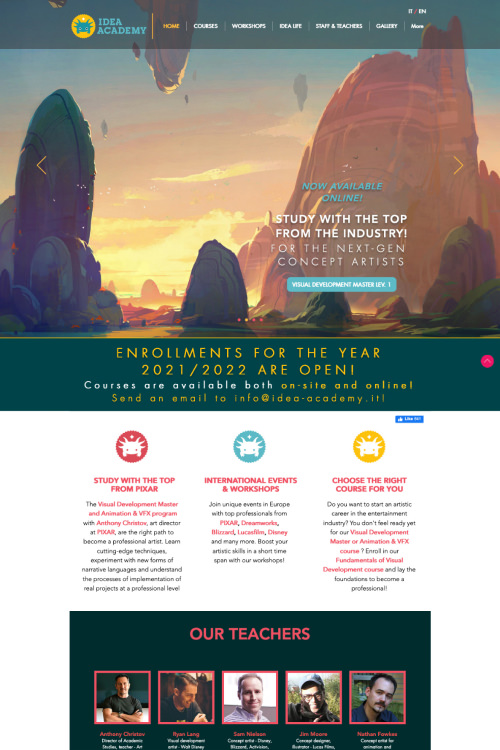 IDEA
ACADEMY
HOME
COURSES
WORKSHOPS
IDEA LIFE
STAFF & TEACHERS
GALLERY
More
IT / EN
NOW AVAILABLE
ONLINE!
STUDY WITH THE TOP
FROM THE INDUSTRY!
FOR THE NEXT-GEN
CONCEPT ARTISTS
VISUAL DEVELOPMENT MASTER LEV. 1
ENROLLMENTS FOR THE YEAR
2021/2022 ARE OPEN!
Courses are available both on-site and online!
Send an email to info@idea-academy.it!
Like
STUDY WITH THE TOP
FROM PIXAR
The Visual Development Master
and Animation & VFX program
with Anthony Christov, art director
at PIXAR, are the right path to
become a professional artist. Learn
cutting-edge techniques,
experiment with new forms of
narrative languages and understand
the processes of implementation of
real projects at a professional level!
INTERNATIONAL EVENTS
& WORKSHOPS
Join unique events in Europe
with top professionals from
PIXAR, Dreamworks,
Blizzard, Lucasfilm, Disney
and many more. Boost your
artistic skills in a short time
span with our workshops!
CHOOSE THE RIGHT
COURSE FOR YOU
Do you want to start an artistic
career in the entertainment
industry? You don't feel ready yet
for our Visual Development
Master or Animation & VFX
course ? Enroll in our
Fundamentals of Visual
Development course and lay the
foundations to become a
professional!
OUR TEACHERS
Anthony Christov
Director of Academic
Studies, teacher - Art
Ryan Lang
Visual development
artist - Walt Disney
Sam Nielson
Concept artist - Disney,
Blizzard, Activision,
Jim Moore
Concept designer,
illustrator - Lucas Films,
Nathan Fowkes
Concept artist for
animation and